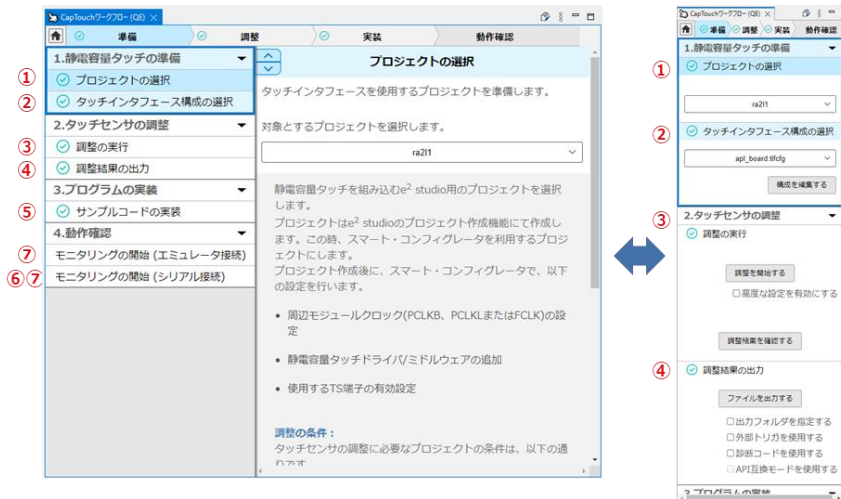 CapTouchワークフロー (QE)
準備
調整
実装
動作確認
1.静電容量タッチの準備
① プロジェクトの選択
② タッチインタフェース構成の選択
2.タッチセンサの調整
③ 調整の実行
④ 調整結果の出力
3.プログラムの実装
⑤ サンプルコードの実装
4.動作確認
⑦ モニタリングの開始 (エミュレータ接続)
⑥⑦ モニタリングの開始 (シリアル接続)
プロジェクトの選択
タッチインタフェースを使用するプロジェクトを準備します。
対象とするプロジェクトを選択します。
ra2l1
静電容量タッチを組み込むe² studio用のプロジェクトを選択
します。
プロジェクトはe² studioのプロジェクト作成機能にて作成し
ます。この時、スマート・コンフィグレータを利用するプロジ
ェクトにします。
プロジェクト作成後に、スマート・コンフィグレータで、以下
の設定を行います。
• 周辺モジュールクロック(PCLKB、PCLKLまたはFCLK)の設
定
• 静電容量タッチドライバ/ミドルウェアの追加
• 使用するTS端子の有効設定
調整の条件：
タッチセンサの調整に必要なプロジェクトの条件は、以下の通
りです
CapTouchワークフロー (QE)
準備
調整
実装
動作確認
1.静電容量タッチの準備
① プロジェクトの選択
ra2l1
② タッチインタフェース構成の選択
apl_board.tifcfg
構成を編集する
③ 2.タッチセンサの調整
調整の実行
調整を開始する
高度な設定を有効にする
調整結果を確認する
④ 調整結果の出力
ファイルを出力する
出力フォルダを指定する
外部トリガを使用する
診断コードを使用する
API互換モードを使用する
3.プログラムの実装